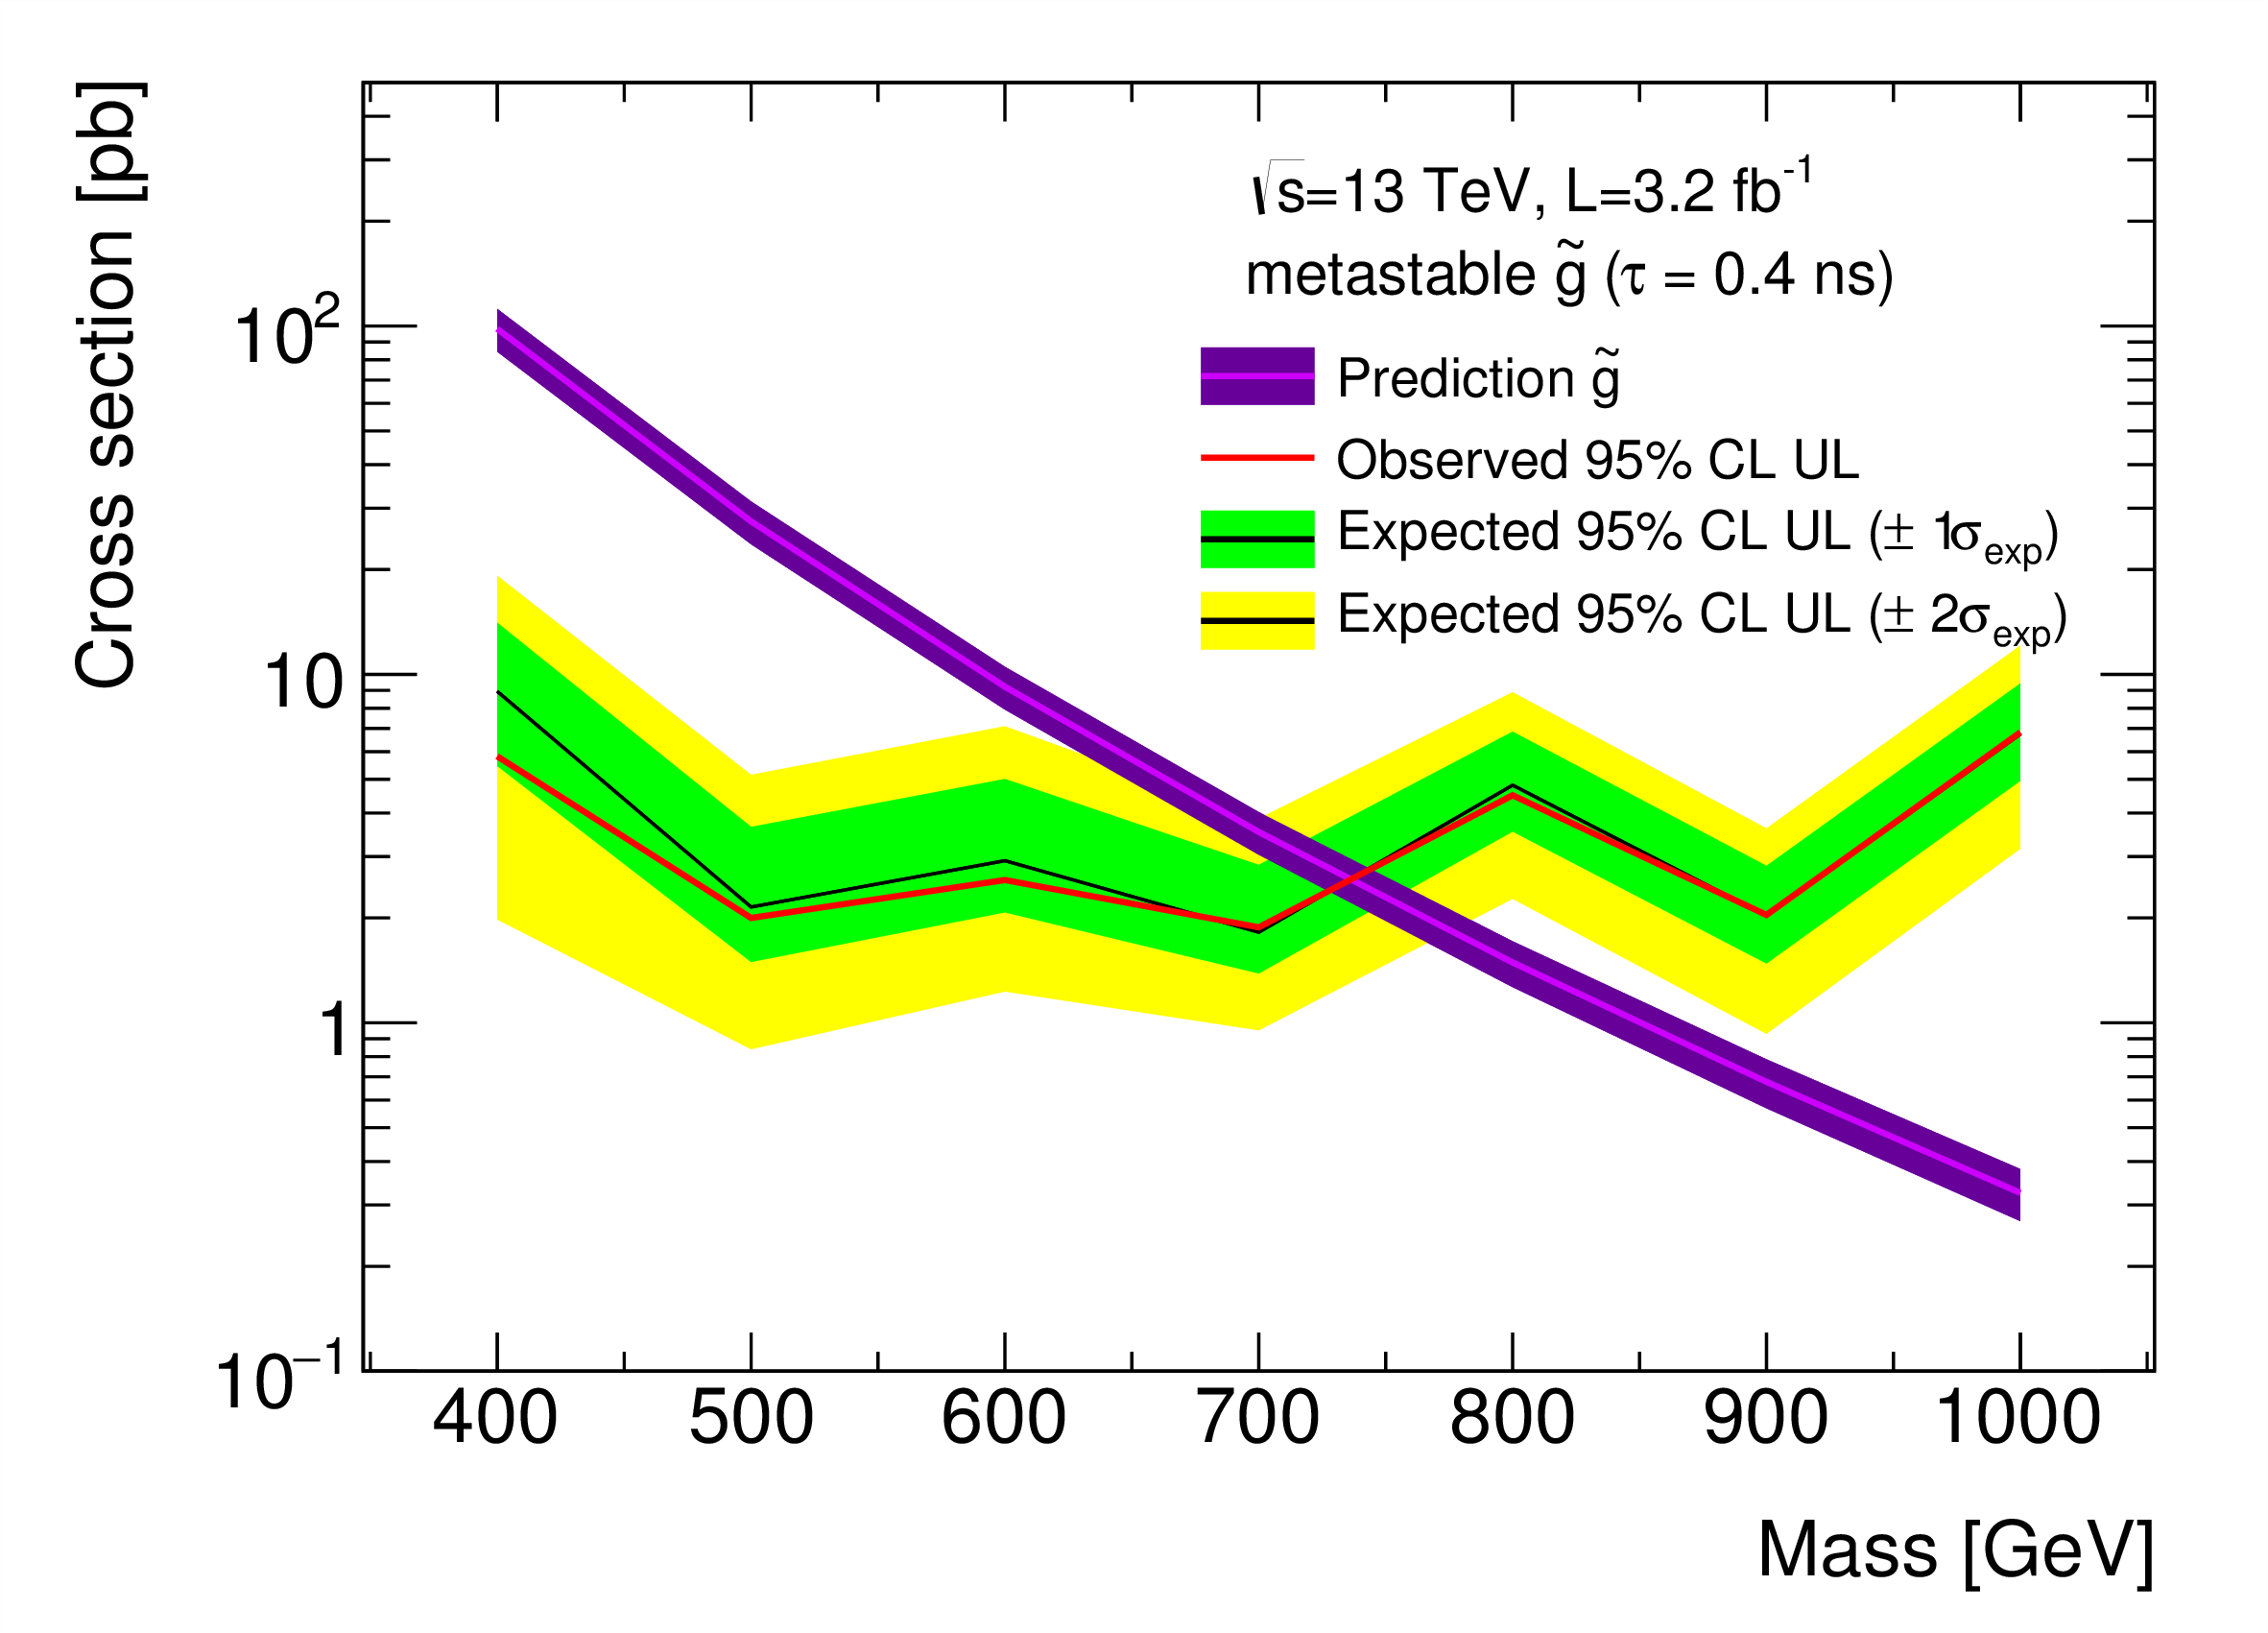 Cross section [pb]
√s=13 TeV, L=3.2 fb⁻¹
metastable g̃ (τ = 0.4 ns)
Prediction g̃
Observed 95% CL UL
Expected 95% CL UL (± 1σexp)
Expected 95% CL UL (± 2σexp)
10²
10
1
10⁻¹
400 500 600 700 800 900 1000
Mass [GeV]